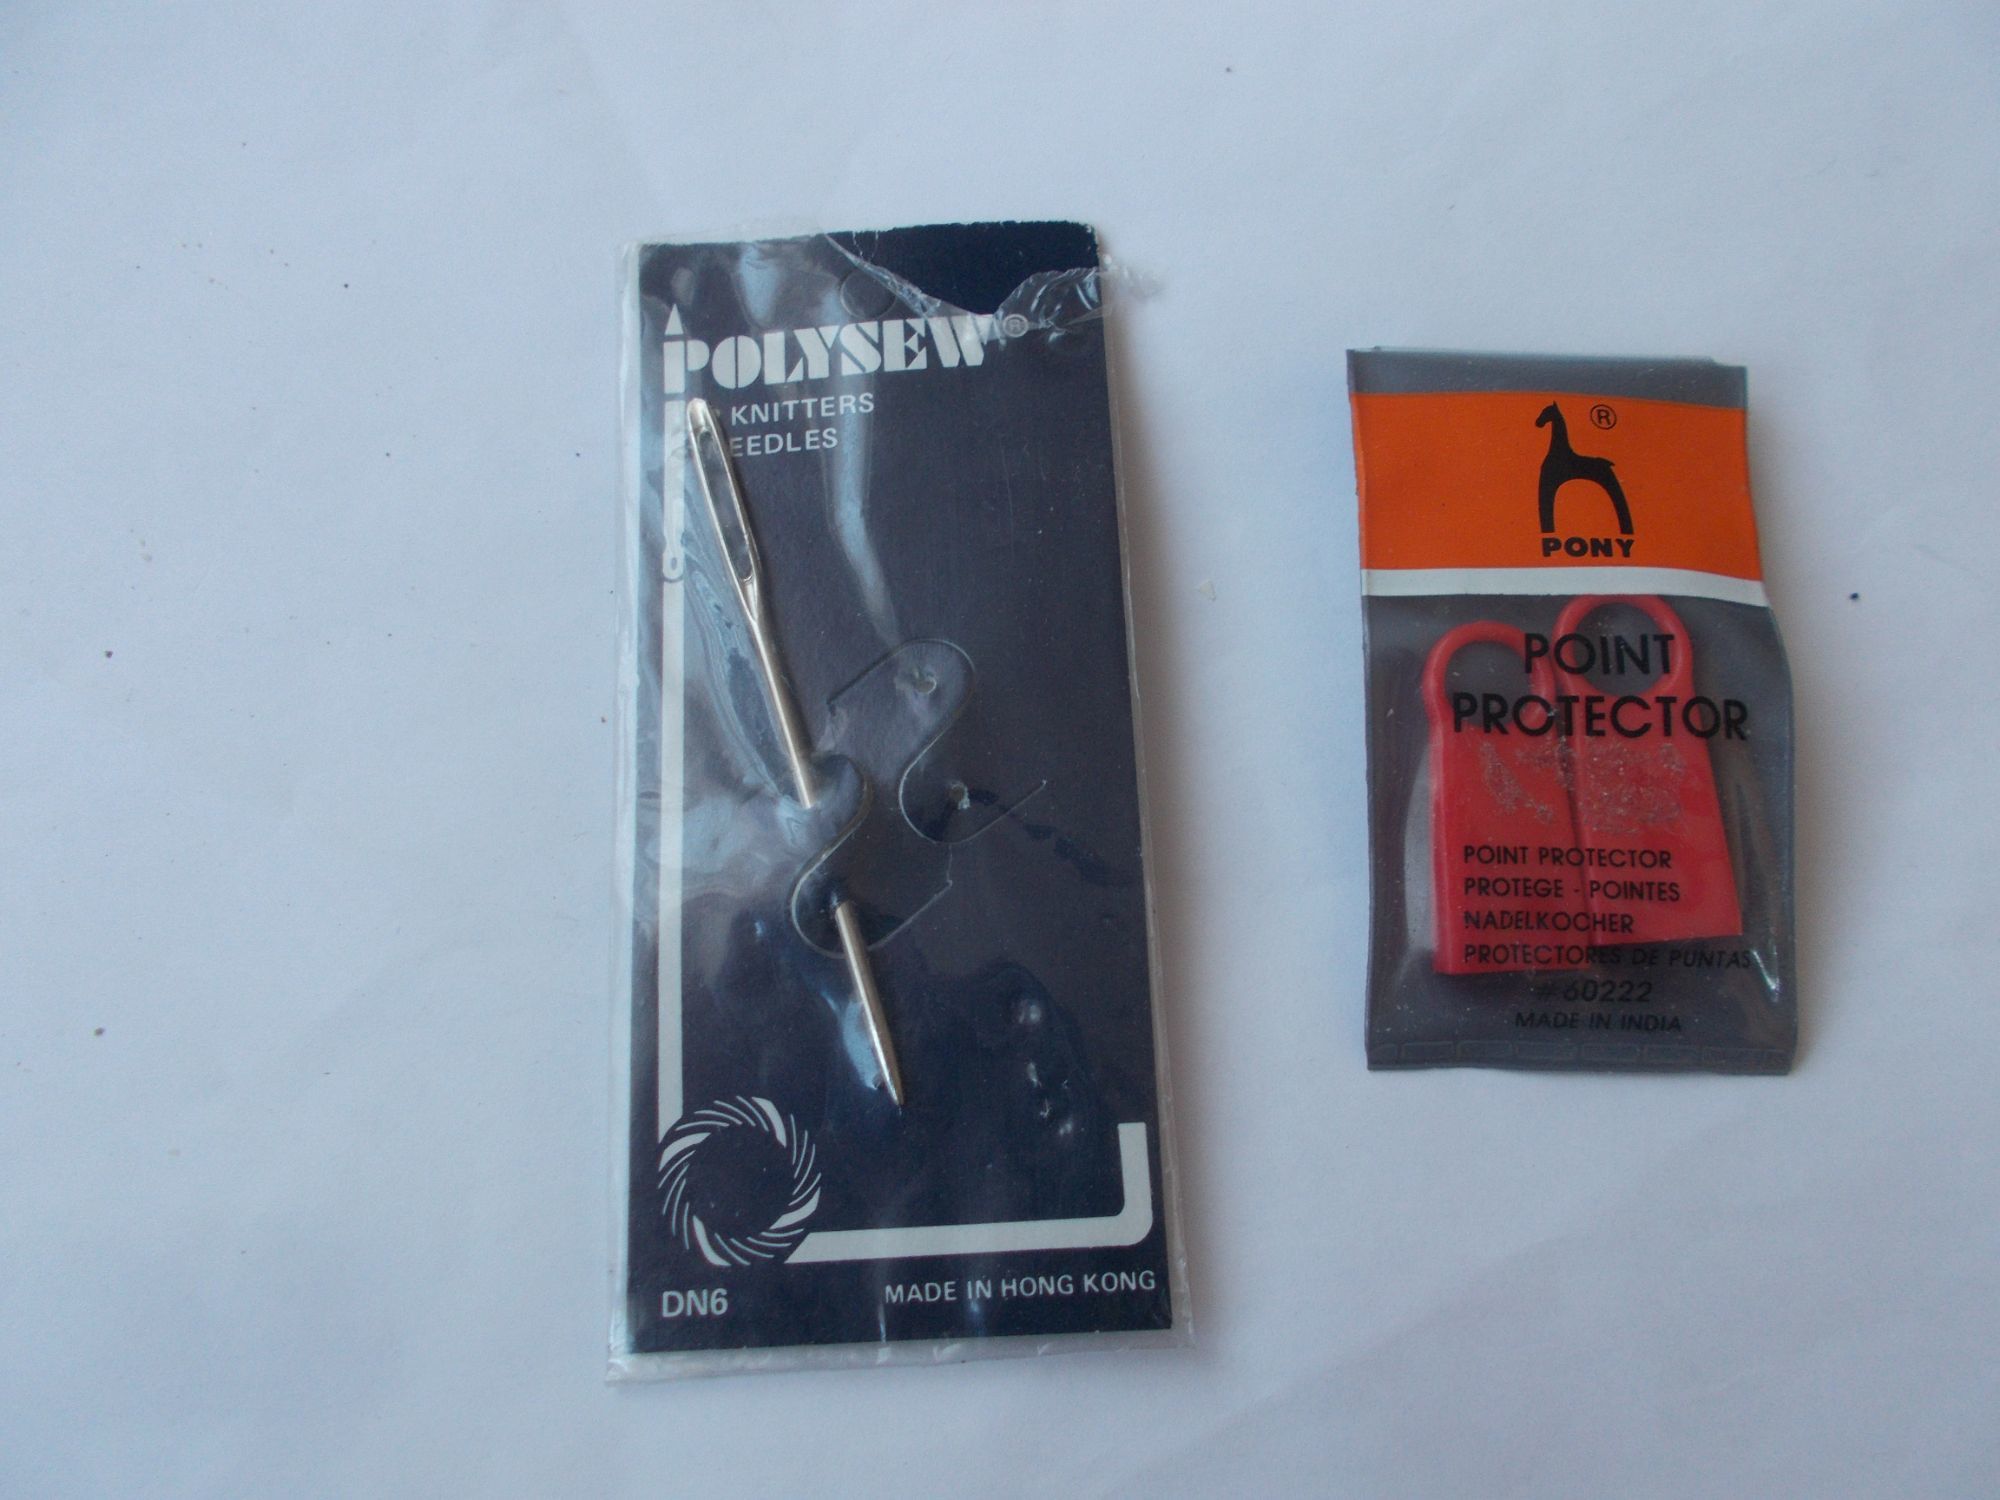 POLYSEW®
KNITTERS
EEDLES
DN6
MADE IN HONG KONG
®
PONY
POINT
PROTECTOR
POINT PROTECTOR
PROTEGE - POINTES
NADELKOCHER
PROTECTORES DE PUNTAS
#60222
MADE IN INDIA